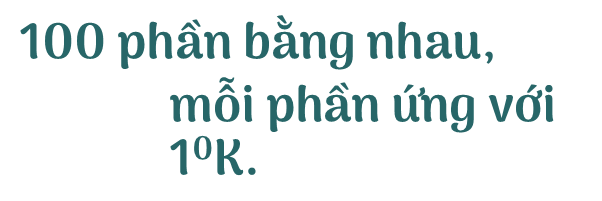 100 phần bằng nhau,
mỗi phần ứng với
1⁰K.